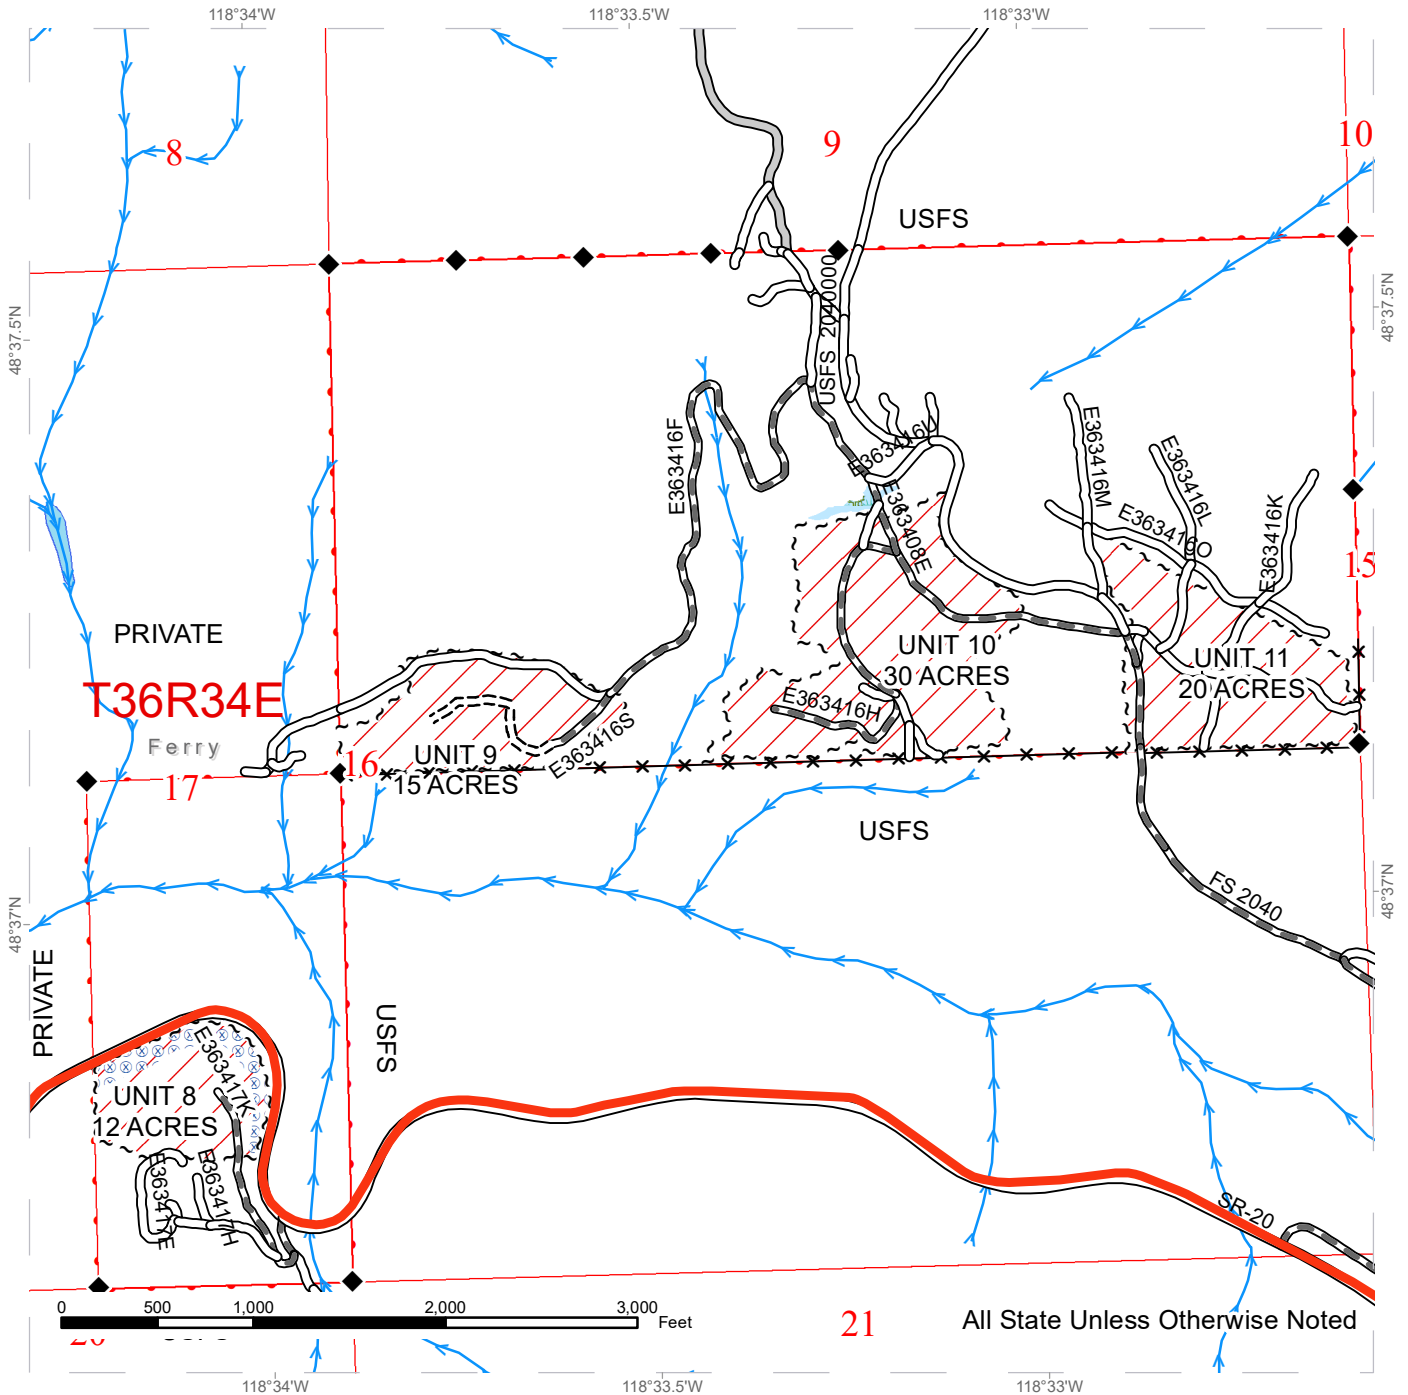 118°34'W
118°33.5'W
118°33'W
8
9
10
USFS
48°37.5'N
48°37.5'N
USFS 2040000
E363416F
E363416U
E363416M
E363416L
E363416K
E363416O
E363408E
15
PRIVATE
T36R34E
Ferry
17
16
UNIT 9
15 ACRES
E363416S
UNIT 10
30 ACRES
E363416H
UNIT 11
20 ACRES
USFS
48°37'N
48°37'N
FS 2040
PRIVATE
USFS
E363417K
UNIT 8
12 ACRES
E363417E
E363417H
SR-20
0
500
1,000
2,000
3,000
Feet
21
All State Unless Otherwise Noted
118°34'W
118°33.5'W
118°33'W